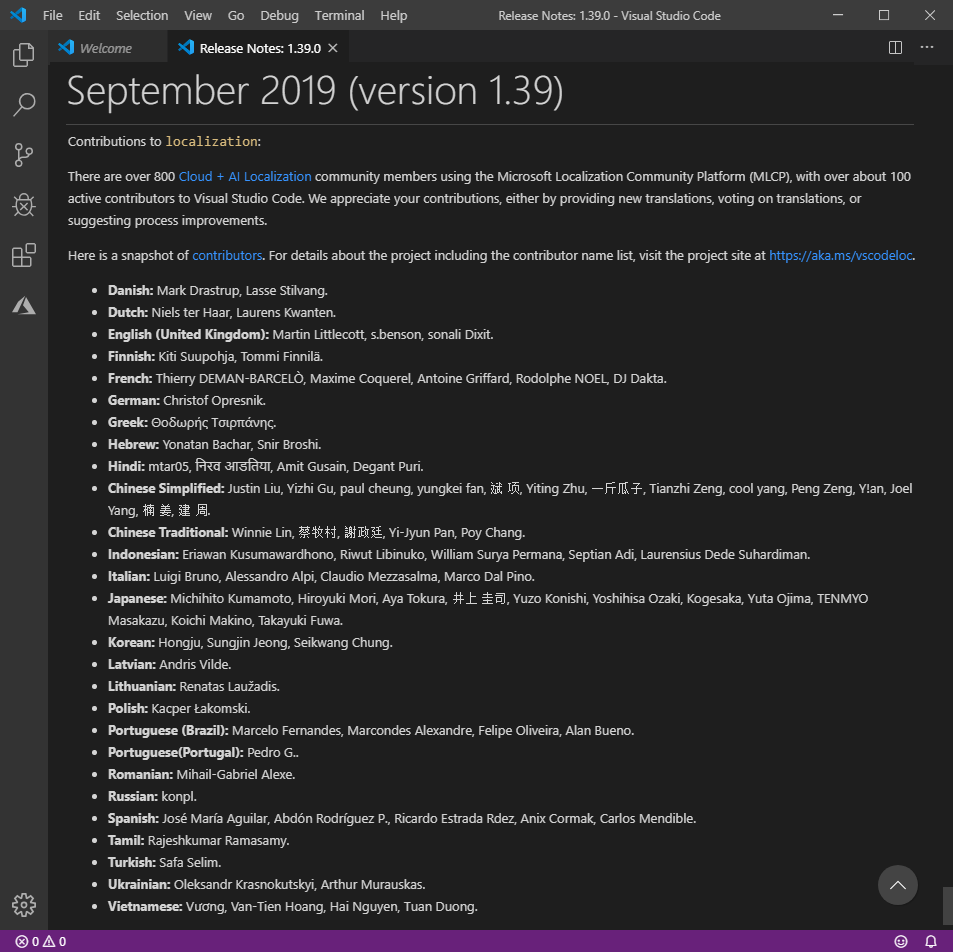 File Edit Selection View Go Debug Terminal Help Release Notes: 1.39.0 - Visual Studio Code
Welcome Release Notes: 1.39.0
September 2019 (version 1.39)
Contributions to localization:
There are over 800 Cloud + AI Localization community members using the Microsoft Localization Community Platform (MLCP), with over about 100
active contributors to Visual Studio Code. We appreciate your contributions, either by providing new translations, voting on translations, or
suggesting process improvements.
Here is a snapshot of contributors. For details about the project including the contributor name list, visit the project site at https://aka.ms/vscodeloc.
• Danish: Mark Drastrup, Lasse Stilvang.
• Dutch: Niels ter Haar, Laurens Kwanten.
• English (United Kingdom): Martin Littlecott, s.benson, sonali Dixit.
• Finnish: Kiti Suupohja, Tommi Finnilä.
• French: Thierry DEMAN-BARCELÒ, Maxime Coquerel, Antoine Griffard, Rodolphe NOEL, DJ Dakta.
• German: Christof Opresnik.
• Greek: Θοδωρής Τσιρπάνης.
• Hebrew: Yonatan Bachar, Snir Broshi.
• Hindi: mtar05, निरव आडतिया, Amit Gusain, Degant Puri.
• Chinese Simplified: Justin Liu, Yizhi Gu, paul cheung, yungkei fan, 斌 项, Yiting Zhu, 一斤瓜子, Tianzhi Zeng, cool yang, Peng Zeng, Y!an, Joel
Yang, 楠 姜, 建 周.
• Chinese Traditional: Winnie Lin, 蔡牧村, 謝政廷, Yi-Jyun Pan, Poy Chang.
• Indonesian: Eriawan Kusumawardhono, Riwut Libinuko, William Surya Permana, Septian Adi, Laurensius Dede Suhardiman.
• Italian: Luigi Bruno, Alessandro Alpi, Claudio Mezzasalma, Marco Dal Pino.
• Japanese: Michihito Kumamoto, Hiroyuki Mori, Aya Tokura, 井上 圭司, Yuzo Konishi, Yoshihisa Ozaki, Kogesaka, Yuta Ojima, TENMYO
Masakazu, Koichi Makino, Takayuki Fuwa.
• Korean: Hongju, Sungjin Jeong, Seikwang Chung.
• Latvian: Andris Vilde.
• Lithuanian: Renatas Laužadis.
• Polish: Kacper Łakomski.
• Portuguese (Brazil): Marcelo Fernandes, Marcondes Alexandre, Felipe Oliveira, Alan Bueno.
• Portuguese(Portugal): Pedro G..
• Romanian: Mihail-Gabriel Alexe.
• Russian: konpl.
• Spanish: José María Aguilar, Abdón Rodríguez P., Ricardo Estrada Rdez, Anix Cormak, Carlos Mendible.
• Tamil: Rajeshkumar Ramasamy.
• Turkish: Safa Selim.
• Ukrainian: Oleksandr Krasnokutskyi, Arthur Murauskas.
• Vietnamese: Vương, Van-Tien Hoang, Hai Nguyen, Tuan Duong.
0 0